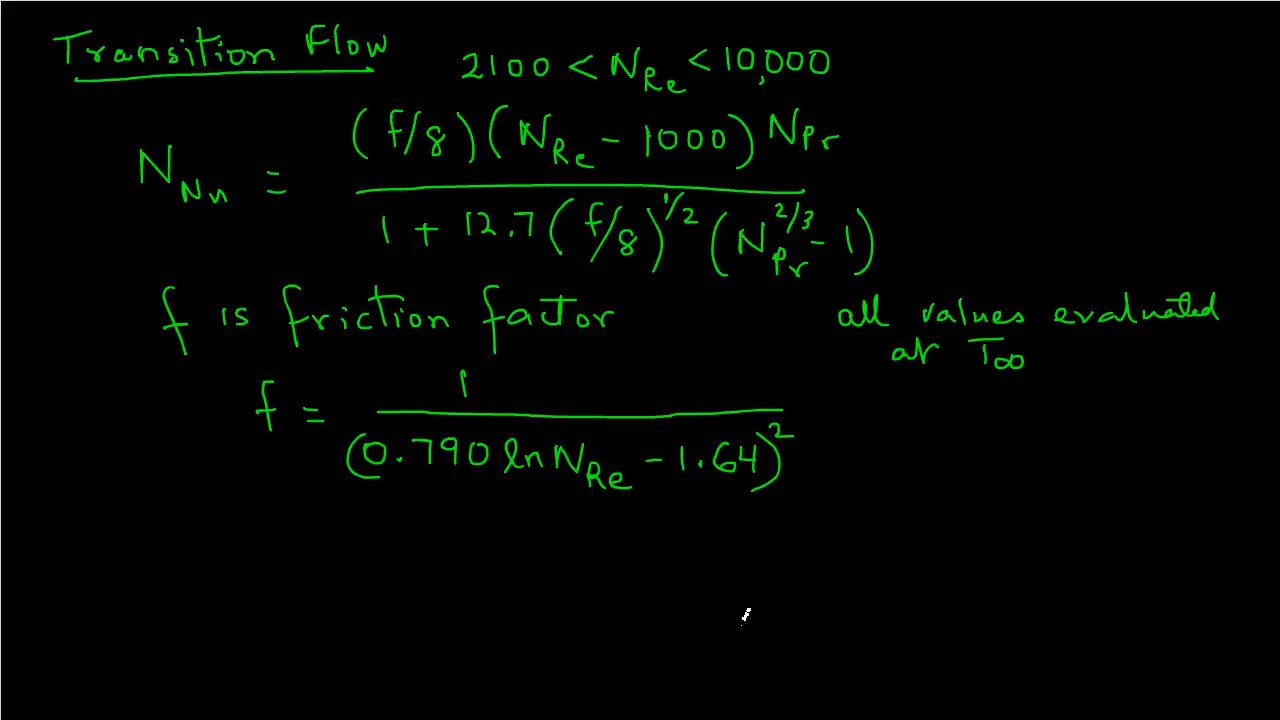 Transition Flow
2100 < N_Re < 10,000
N_Nu = (f/8)(N_Re - 1000) N_Pr / 1 + 12.7 (f/8)^1/2 (N_Pr^2/3 - 1)
f is friction factor
all values evaluated
at T_∞
f = 1 / (0.790 ln N_Re - 1.64)^2